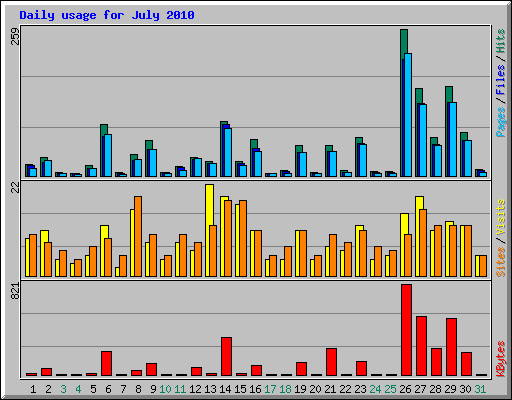 Daily usage for July 2010
259
Pages / Files / Hits
22
Sites / Visits
821
KBytes
1 2 3 4 5 6 7 8 9 10 11 12 13 14 15 16 17 18 19 20 21 22 23 24 25 26 27 28 29 30 31